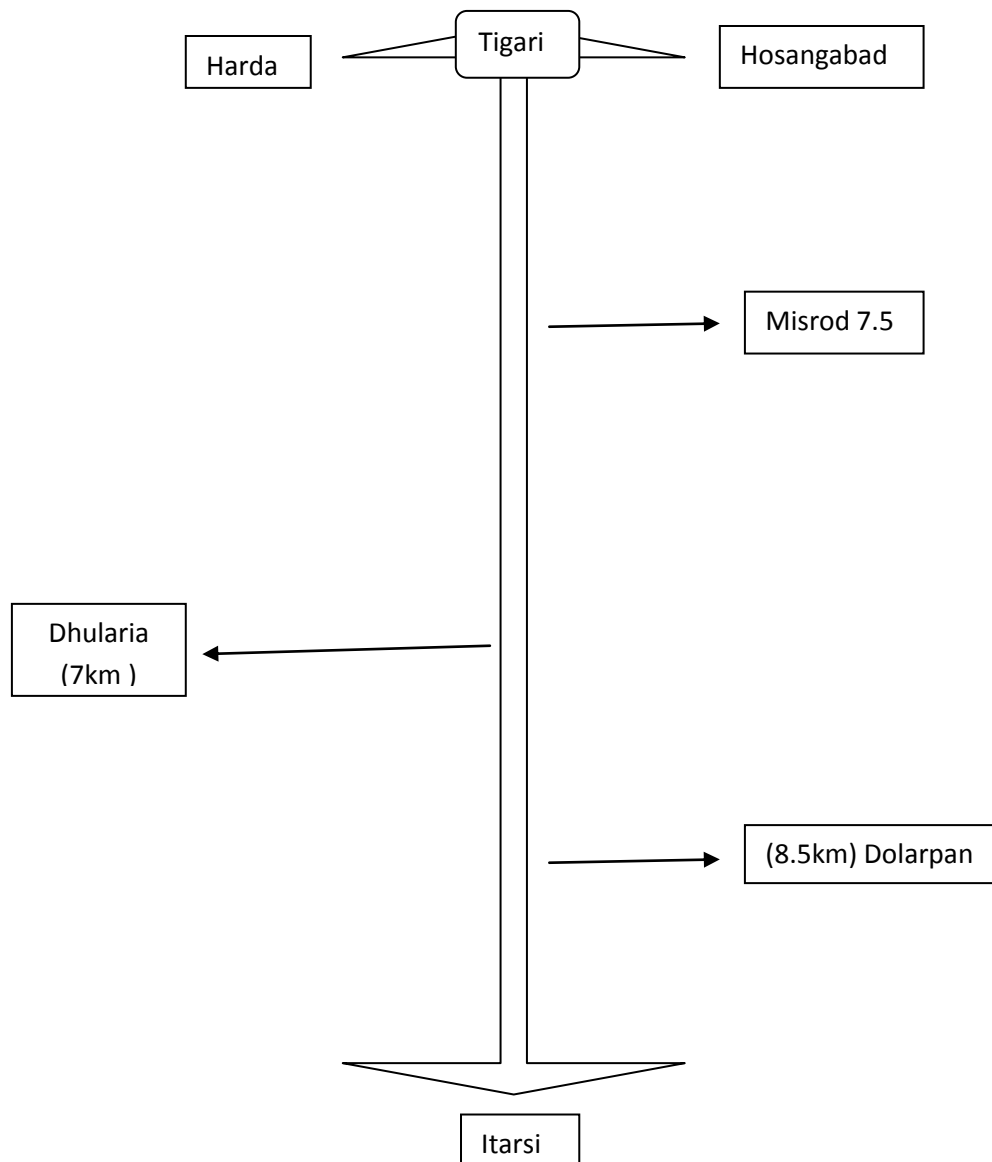 Harda
Tigari
Hosangabad
Misrod 7.5
Dhularia
(7km )
(8.5km) Dolarpan
Itarsi